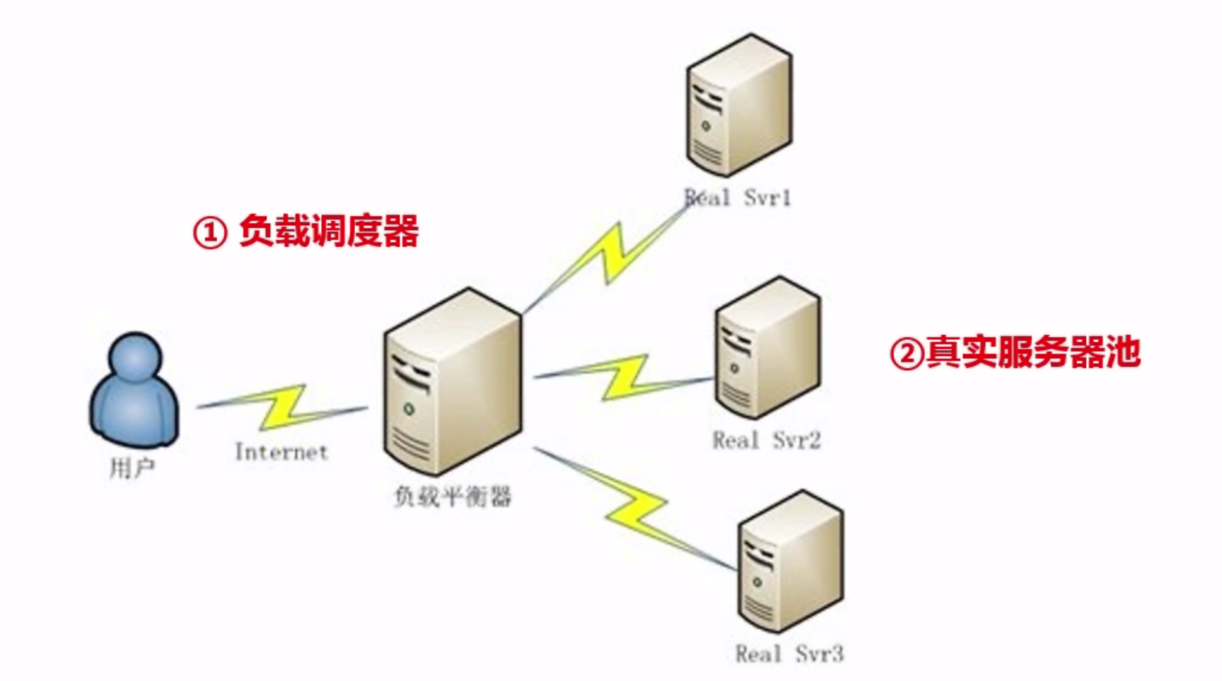 Real Svr1
① 负载调度器
②真实服务器池
Real Svr2
Internet
用户
负载平衡器
Real Svr3